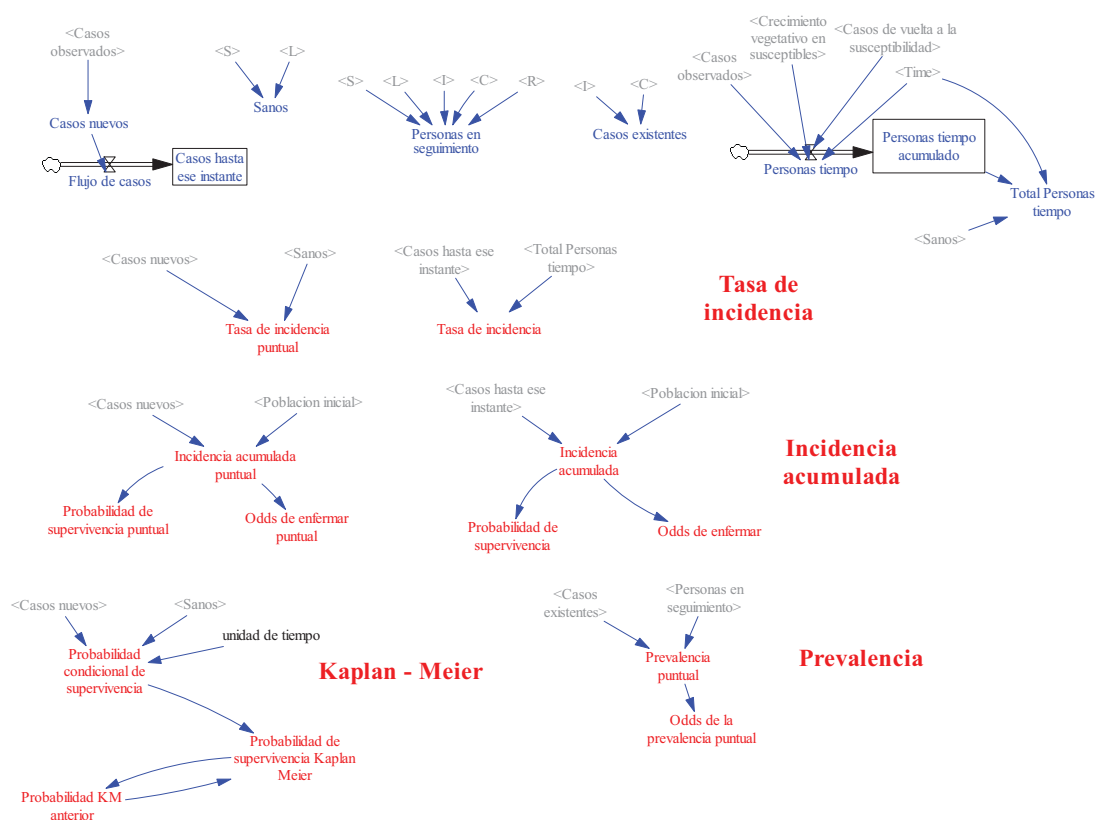 <Casos
observados>
Casos nuevos
Flujo de casos
Casos hasta
ese instante
<S>
<L>
Sanos
<S>
<L>
<I>
<C>
<R>
Personas en
seguimiento
<I>
<C>
Casos existentes
<Casos
observados>
<Crecimiento
vegetativo en
susceptibles>
<Casos de vuelta a la
susceptibilidad>
<Time>
Personas tiempo
Personas tiempo
acumulado
Total Personas
tiempo
<Sanos>
<Casos nuevos>
<Sanos>
Tasa de incidencia
puntual
<Casos hasta ese
instante>
<Total Personas
tiempo>
Tasa de incidencia
Tasa de
incidencia
<Casos nuevos>
<Poblacion inicial>
Incidencia acumulada
puntual
Probabilidad de
supervivencia puntual
Odds de enfermar
puntual
<Casos hasta ese
instante>
<Poblacion inicial>
Incidencia
acumulada
Probabilidad de
supervivencia
Odds de enfermar
Incidencia
acumulada
<Casos nuevos>
<Sanos>
unidad de tiempo
Probabilidad
condicional de
supervivencia
Kaplan - Meier
Probabilidad de
supervivencia Kaplan
Meier
Probabilidad KM
anterior
<Casos
existentes>
<Personas en
seguimiento>
Prevalencia
puntual
Odds de la
prevalencia puntual
Prevalencia